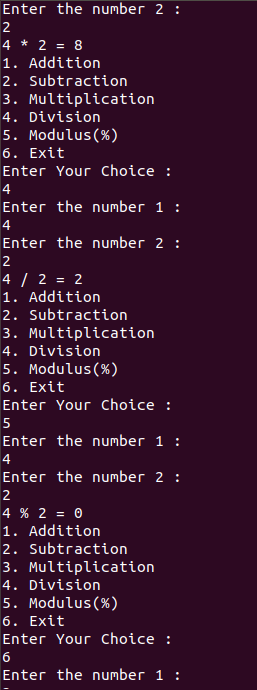 Enter the number 2 :
2
4 * 2 = 8
1. Addition
2. Subtraction
3. Multiplication
4. Division
5. Modulus(%)
6. Exit
Enter Your Choice :
4
Enter the number 1 :
4
Enter the number 2 :
2
4 / 2 = 2
1. Addition
2. Subtraction
3. Multiplication
4. Division
5. Modulus(%)
6. Exit
Enter Your Choice :
5
Enter the number 1 :
4
Enter the number 2 :
2
4 % 2 = 0
1. Addition
2. Subtraction
3. Multiplication
4. Division
5. Modulus(%)
6. Exit
Enter Your Choice :
6
Enter the number 1 :